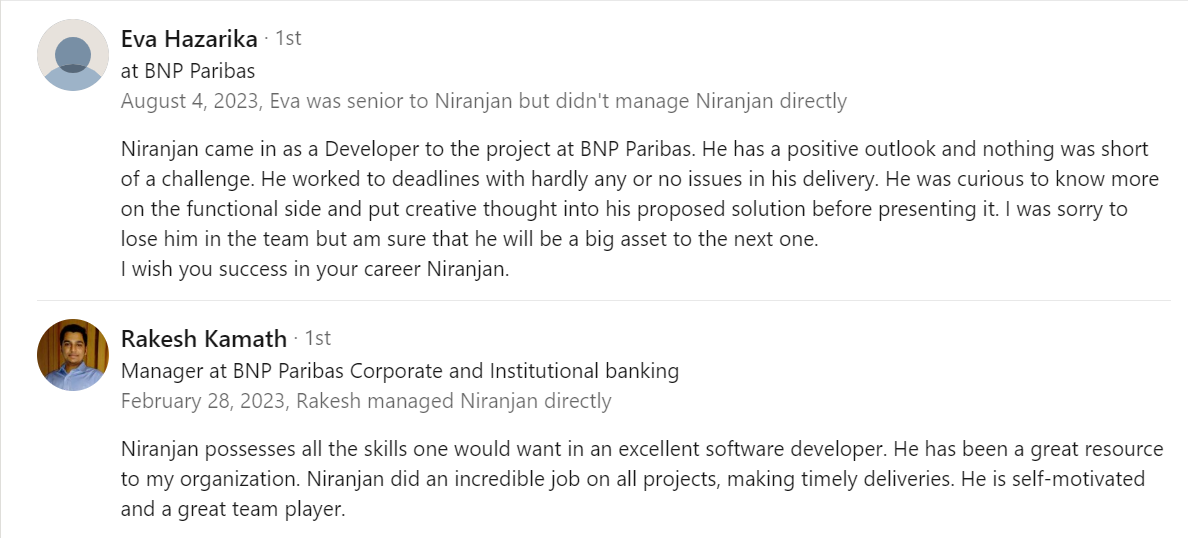 Eva Hazarika · 1st
at BNP Paribas
August 4, 2023, Eva was senior to Niranjan but didn't manage Niranjan directly
Niranjan came in as a Developer to the project at BNP Paribas. He has a positive outlook and nothing was short
of a challenge. He worked to deadlines with hardly any or no issues in his delivery. He was curious to know more
on the functional side and put creative thought into his proposed solution before presenting it. I was sorry to
lose him in the team but am sure that he will be a big asset to the next one.
I wish you success in your career Niranjan.
Rakesh Kamath · 1st
Manager at BNP Paribas Corporate and Institutional banking
February 28, 2023, Rakesh managed Niranjan directly
Niranjan possesses all the skills one would want in an excellent software developer. He has been a great resource
to my organization. Niranjan did an incredible job on all projects, making timely deliveries. He is self-motivated
and a great team player.